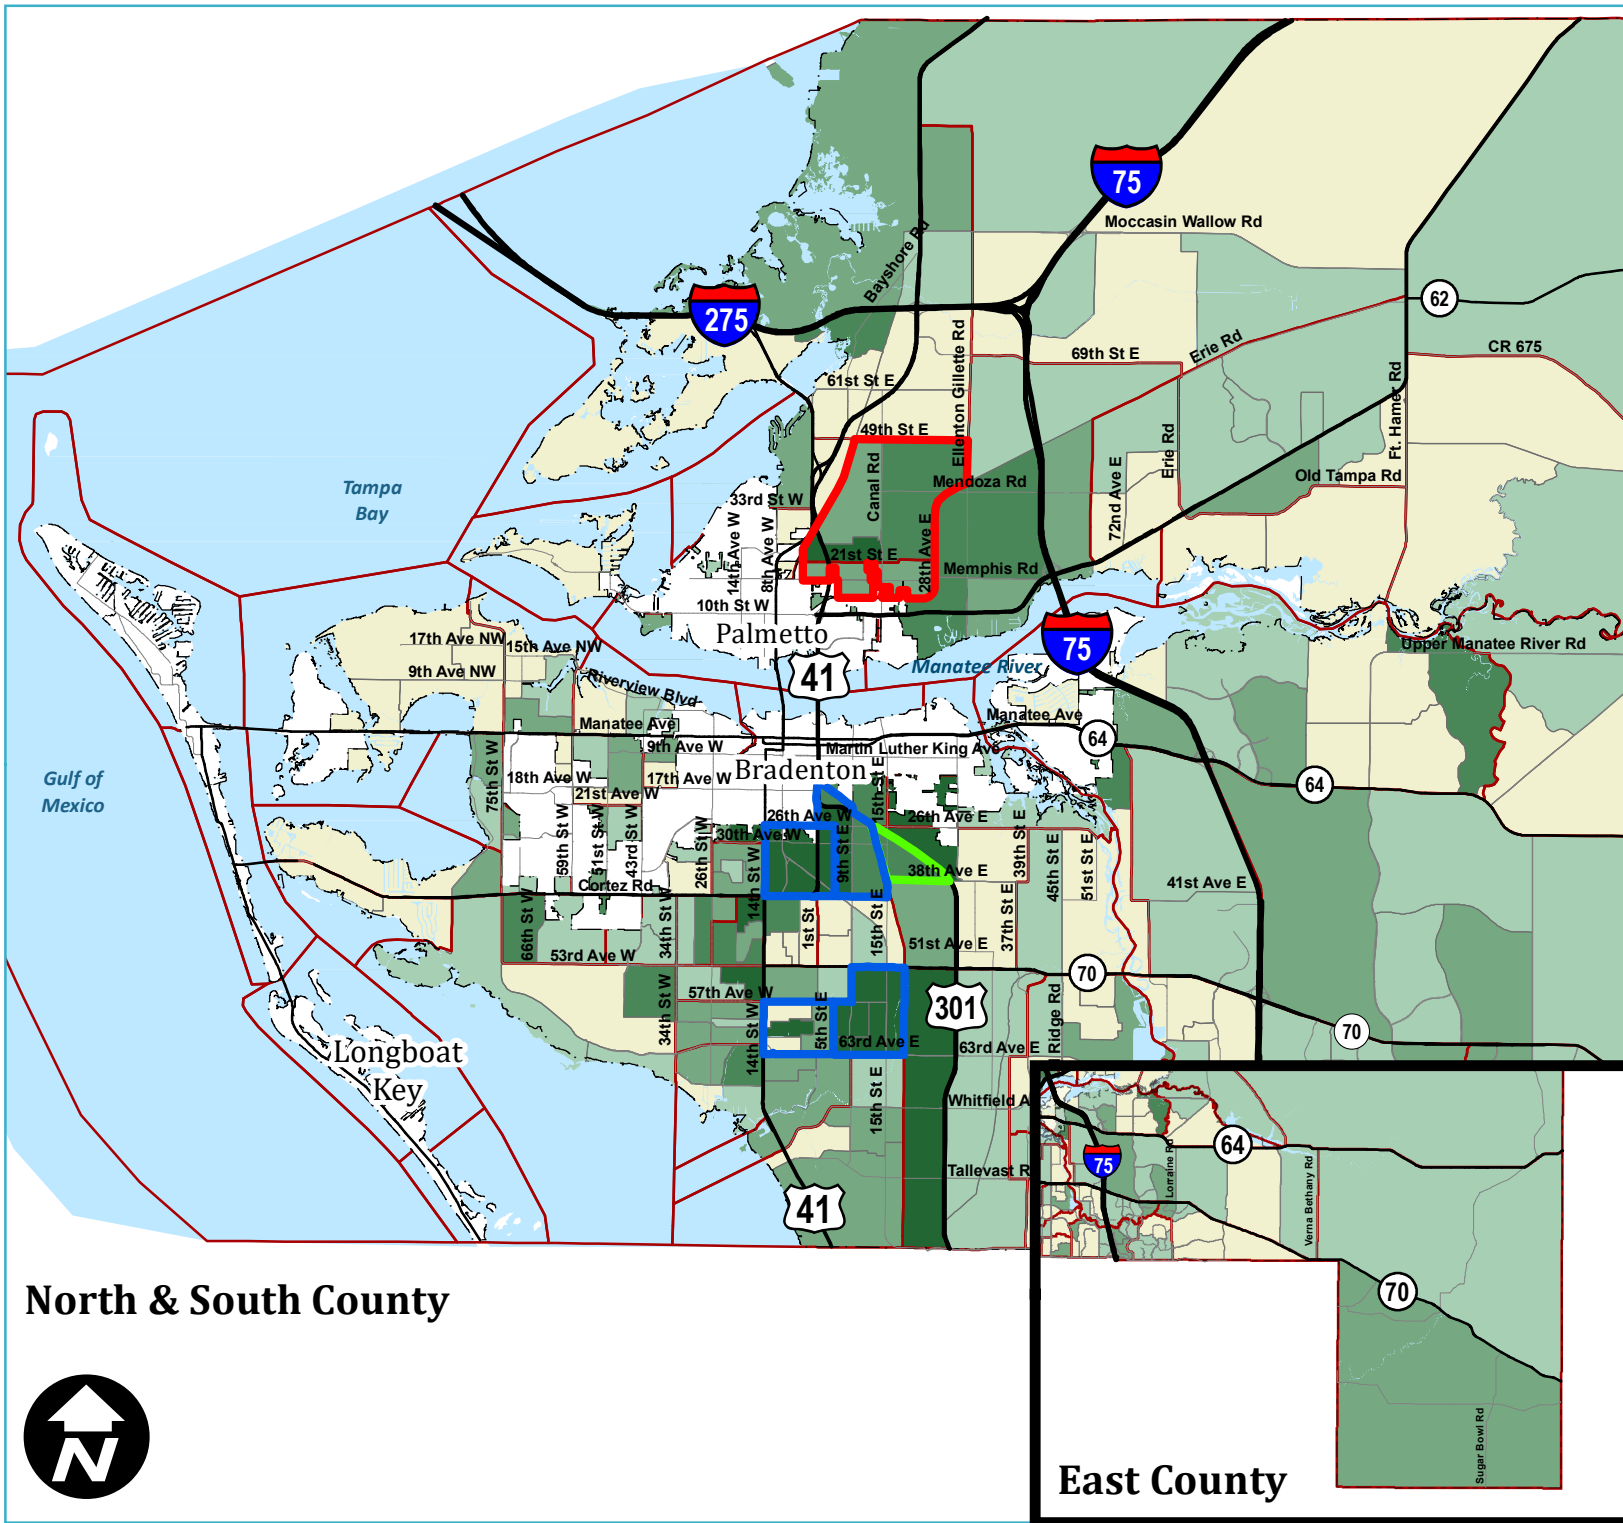 75
Moccasin Wallow Rd
Bayshore Rd
62
275
Ellenton Gillette Rd
69th St E
Erie Rd
CR 675
61st St E
Ft. Hamer Rd
49th St E
Canal Rd
Mendoza Rd
72nd Ave E
Erie Rd
Old Tampa Rd
Tampa
Bay
33rd St W
14th Ave W
8th Ave W
21st St E
28th Ave E
Memphis Rd
10th St W
Palmetto
17th Ave NW
15th Ave NW
9th Ave NW
Riverview Blvd
41
Manatee River
75
Upper Manatee River Rd
Manatee Ave
Manatee Ave
9th Ave W
Martin Luther King Ave
64
64
Gulf of
Mexico
75th St W
18th Ave W
17th Ave W
Bradenton
21st Ave W
15th St E
26th Ave W
26th Ave E
30th Ave W
59th St W
51st St W
43rd St W
26th St W
14th St W
9th St E
39th St E
45th St E
51st St E
38th Ave E
41st Ave E
Cortez Rd
66th St W
34th St W
1st St
15th St E
37th St E
51st Ave E
53rd Ave W
70
57th Ave W
34th St W
14th St W
5th St E
301
63rd Ave E
63rd Ave E
Ridge Rd
70
Longboat
Key
15th St E
Whitfield A
Tallevast R
41
75
Lorraine Rd
64
Verna Bethany Rd
70
Sugar Bowl Rd
North & South County
N
East County